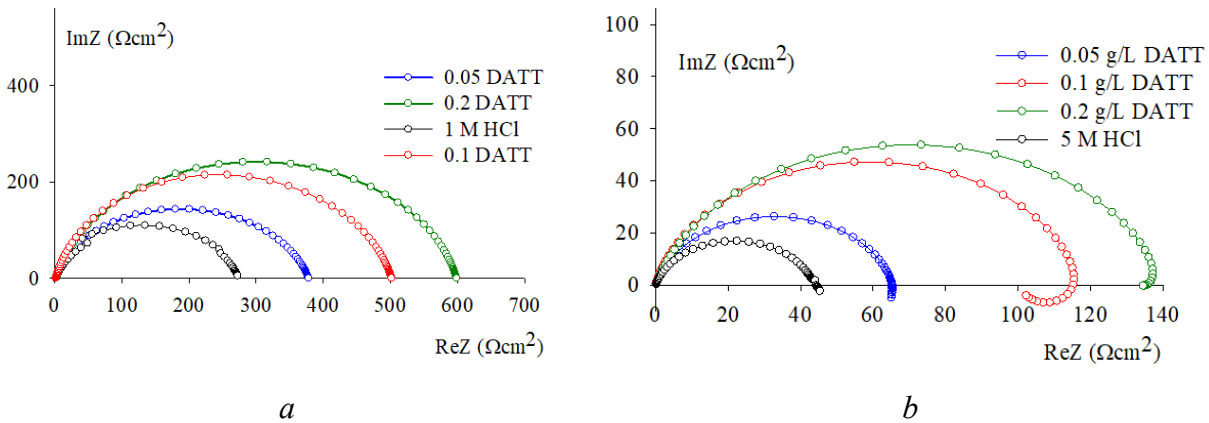 ImZ (Ωcm²)
400
200
0
0 100 200 300 400 500 600 700
ReZ (Ωcm²)
0.05 DATT
0.2 DATT
1 M HCl
0.1 DATT
a
100
80
60
40
20
0
ImZ (Ωcm²)
0 20 40 60 80 100 120 140
ReZ (Ωcm²)
0.05 g/L DATT
0.1 g/L DATT
0.2 g/L DATT
5 M HCl
b